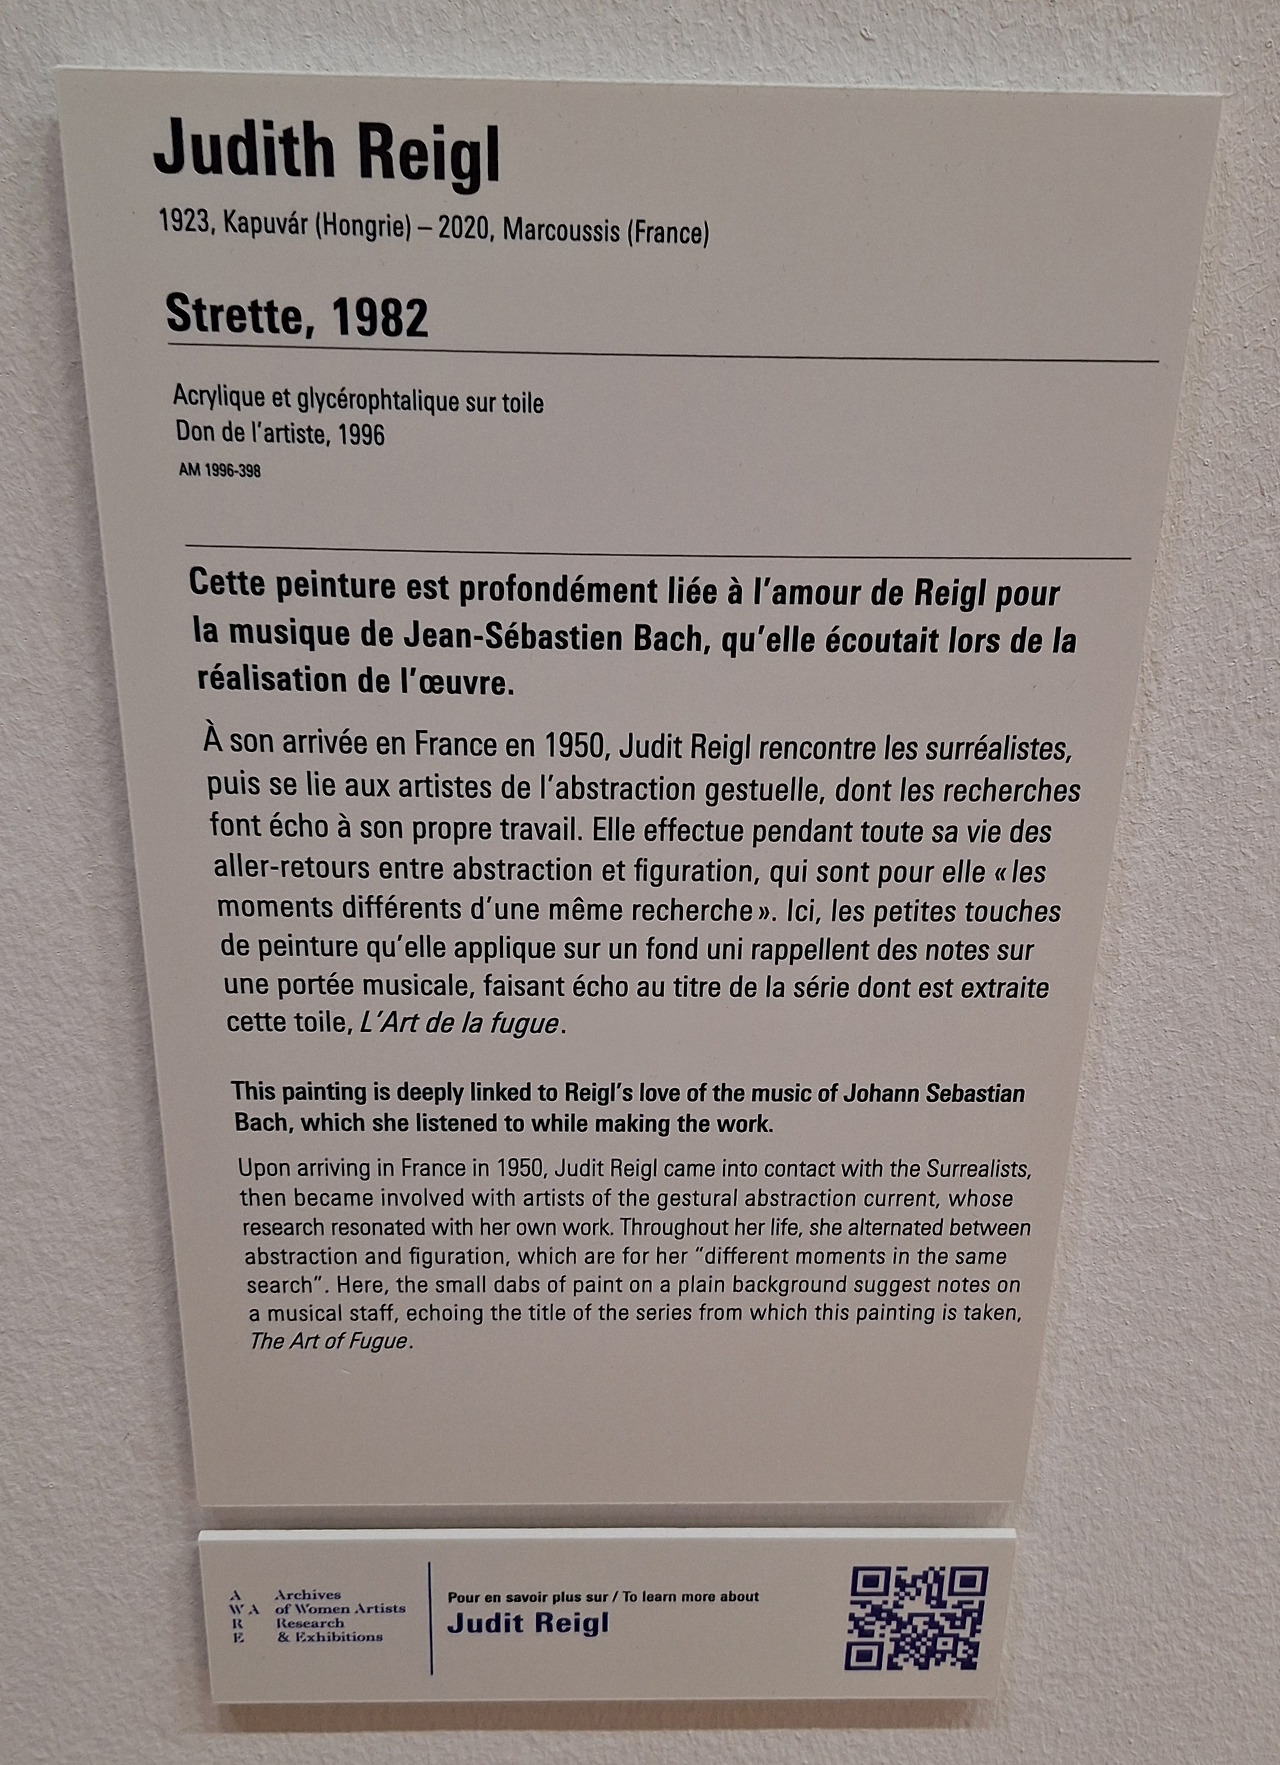 Judith Reigl
1923, Kapuvár (Hongrie) – 2020, Marcoussis (France)
Strette, 1982
Acrylique et glycérophtalique sur toile
Don de l'artiste, 1996
AM 1996-398
Cette peinture est profondément liée à l'amour de Reigl pour
la musique de Jean-Sébastien Bach, qu'elle écoutait lors de la
réalisation de l'œuvre.
À son arrivée en France en 1950, Judit Reigl rencontre les surréalistes,
puis se lie aux artistes de l'abstraction gestuelle, dont les recherches
font écho à son propre travail. Elle effectue pendant toute sa vie des
aller-retours entre abstraction et figuration, qui sont pour elle « les
moments différents d'une même recherche ». Ici, les petites touches
de peinture qu'elle applique sur un fond uni rappellent des notes sur
une portée musicale, faisant écho au titre de la série dont est extraite
cette toile, L'Art de la fugue.
This painting is deeply linked to Reigl's love of the music of Johann Sebastian
Bach, which she listened to while making the work.
Upon arriving in France in 1950, Judit Reigl came into contact with the Surrealists,
then became involved with artists of the gestural abstraction current, whose
research resonated with her own work. Throughout her life, she alternated between
abstraction and figuration, which are for her “different moments in the same
search”. Here, the small dabs of paint on a plain background suggest notes on
a musical staff, echoing the title of the series from which this painting is taken,
The Art of Fugue.
A Archives
W A of Women Artists
R Research
E & Exhibitions
Pour en savoir plus sur / To learn more about
Judit Reigl